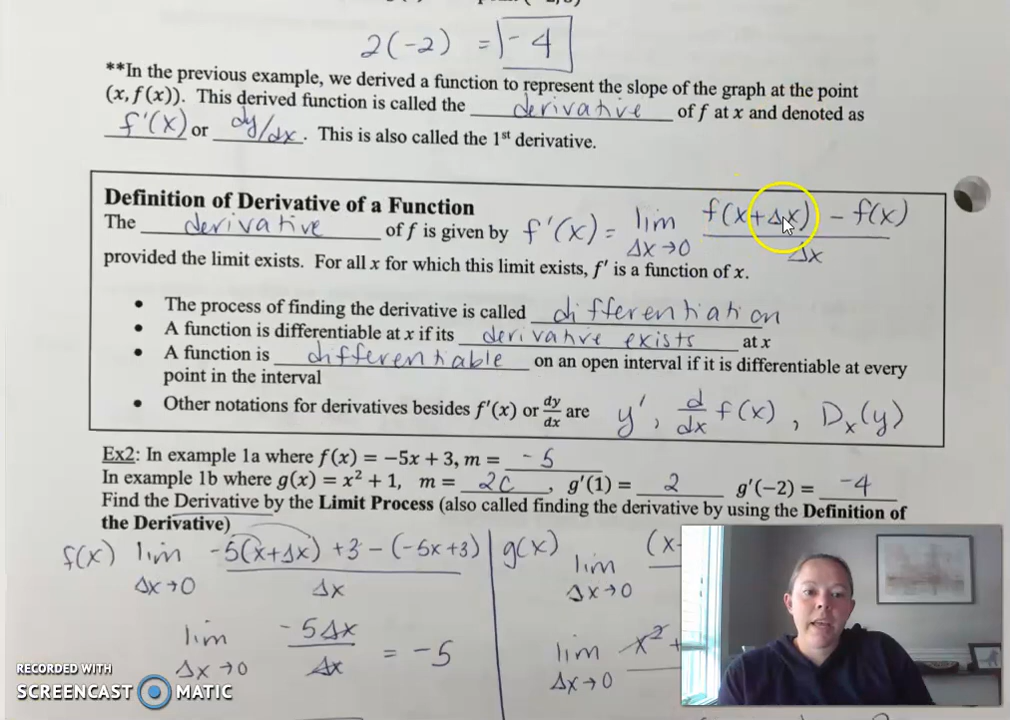 2(-2) = -4
**In the previous example, we derived a function to represent the slope of the graph at the point
(x, f(x)). This derived function is called the derivative of f at x and denoted as
f'(x) or dy/dx. This is also called the 1st derivative.
Definition of Derivative of a Function
The derivative of f is given by f'(x) = lim Δx→0 f(x+Δx) - f(x) / Δx
provided the limit exists. For all x for which this limit exists, f' is a function of x.
• The process of finding the derivative is called differentiation
• A function is differentiable at x if its derivative exists at x
• A function is differentiable on an open interval if it is differentiable at every
point in the interval
• Other notations for derivatives besides f'(x) or dy/dx are y', d/dx f(x), Dx(y)
Ex2: In example 1a where f(x) = −5x + 3, m = -5
In example 1b where g(x) = x² + 1, m = 2C, g'(1) = 2 g'(−2) = -4
Find the Derivative by the Limit Process (also called finding the derivative by using the Definition of
the Derivative)
f(x) lim Δx→0 -5(x+Δx) +3 - (-5x+3) / Δx
lim Δx→0 -5Δx / Δx = -5
g(x) lim Δx→0 (x
lim Δx→0 x² +
RECORDED WITH
SCREENCAST MATIC